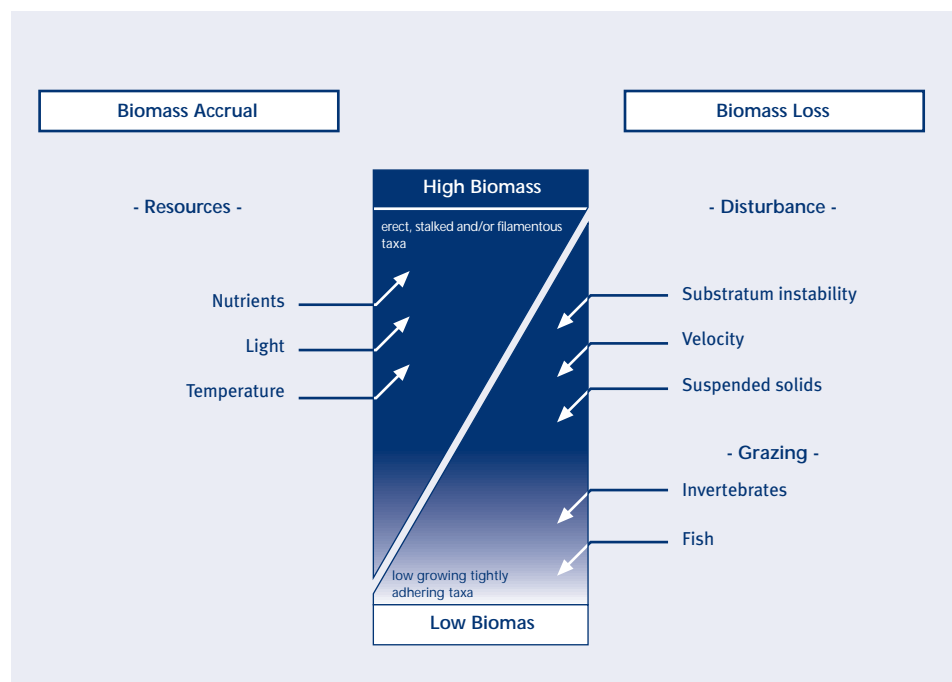 Biomass Accrual
Biomass Loss
High Biomass
- Resources -
- Disturbance -
erect, stalked and/or filamentous
taxa
Nutrients
Light
Temperature
Substratum instability
Velocity
Suspended solids
- Grazing -
Invertebrates
Fish
low growing tightly
adhering taxa
Low Biomas